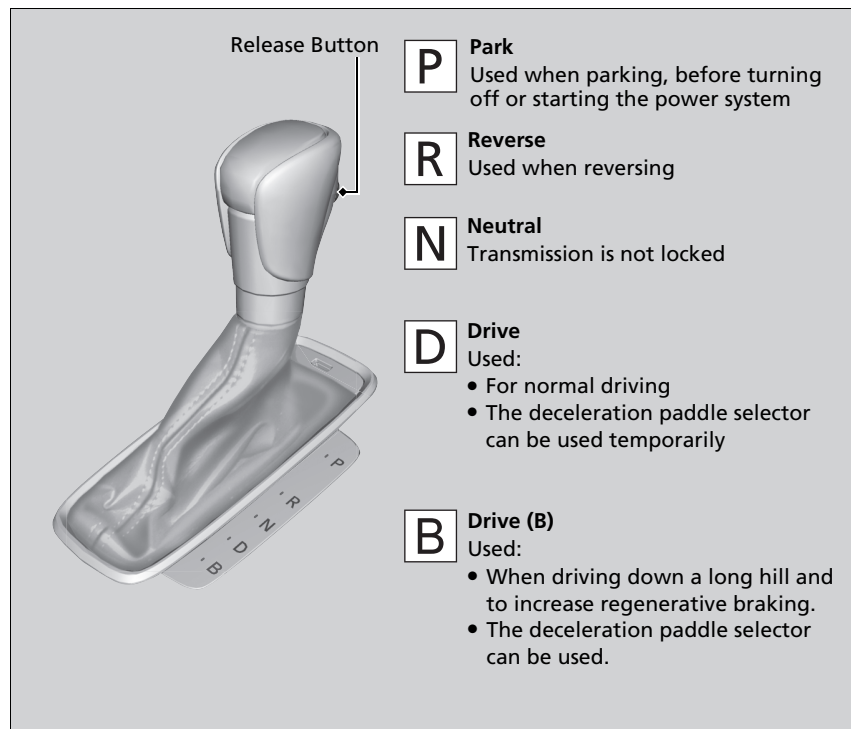 Release Button
P
Park
Used when parking, before turning
off or starting the power system
R
Reverse
Used when reversing
N
Neutral
Transmission is not locked
D
Drive
Used:
• For normal driving
• The deceleration paddle selector
can be used temporarily
B
Drive (B)
Used:
• When driving down a long hill and
to increase regenerative braking.
• The deceleration paddle selector
can be used.
P
R
N
D
B